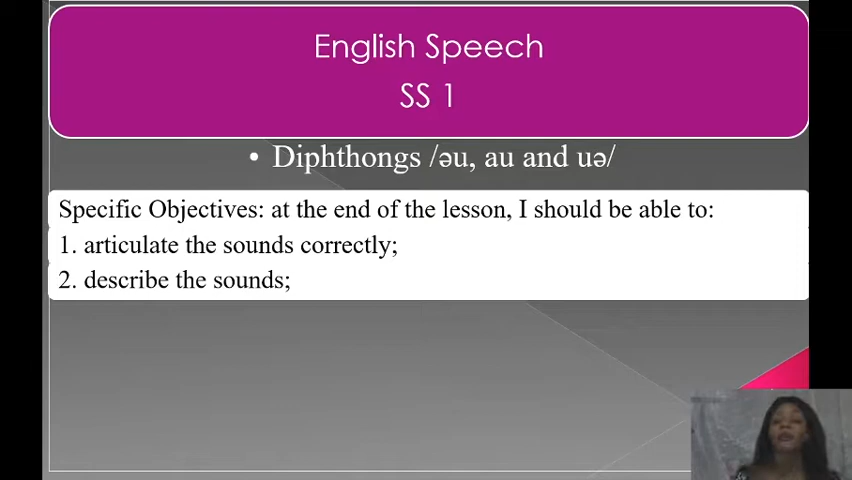 English Speech
SS 1
• Diphthongs /əu, au and uə/
Specific Objectives: at the end of the lesson, I should be able to:
1. articulate the sounds correctly;
2. describe the sounds;